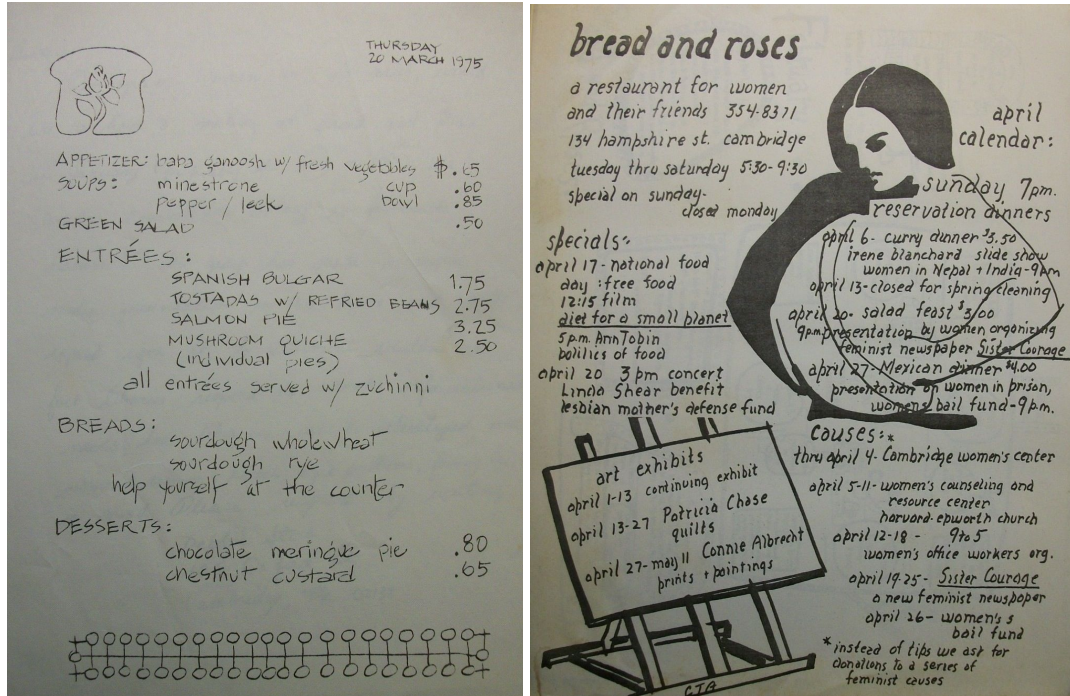 THURSDAY
20 MARCH 1975
APPETIZER: baba ganoosh w/ fresh vegetables $.65
SOUPS: minestrone cup .60
pepper/leek bowl .85
GREEN SALAD .50
ENTRÉES:
SPANISH BULGAR 1.75
TOSTADAS W/ REFRIED BEANS 2.75
SALMON PIE 3.25
MUSHROOM QUICHE 2.50
(individual pies)
all entrées served w/ zuchinni
BREADS:
sourdough wholewheat
sourdough rye
help yourself at the counter
DESSERTS:
chocolate meringue pie .80
chestnut custard .65
bread and roses
a restaurant for women
and their friends 354-8371
134 hampshire st. cambridge
tuesday thru saturday 5:30-9:30
special on sunday-
closed monday
specials:
april 17- national food
day : free food
12:15 film
diet for a small planet
5 p.m. Ann Tobin
politics of food
april 20 3 pm concert
Linda Shear benefit
lesbian mother's defense fund
april
calendar:
sunday 7pm.
reservation dinners
april 6- curry dinner $3.50
irene blanchard slide show
women in Nepal + India-9pm
april 13-closed for spring cleaning
april 20- salad feast $3.00
9pm. presentation by women organizing
feminist newspaper Sister Courage
april 27- Mexican dinner $4.00
presentation on women in prison,
womens bail fund-9p.m.
art exhibits
april 1-13 continuing exhibit
april 13-27 Patricia Chase
quilts
april 27-may 11 Connie Albrecht
prints + paintings
CJA
causes:*
thru april 4- Cambridge women's center
april 5-11- women's counseling and
resource center
harvard-epworth church
april 12-18 - 9 to 5
women's office workers org.
april 19-25- Sister Courage
a new feminist newspaper
april 26- women's s
bail fund
*instead of tips we ask for
donations to a series of
feminist causes